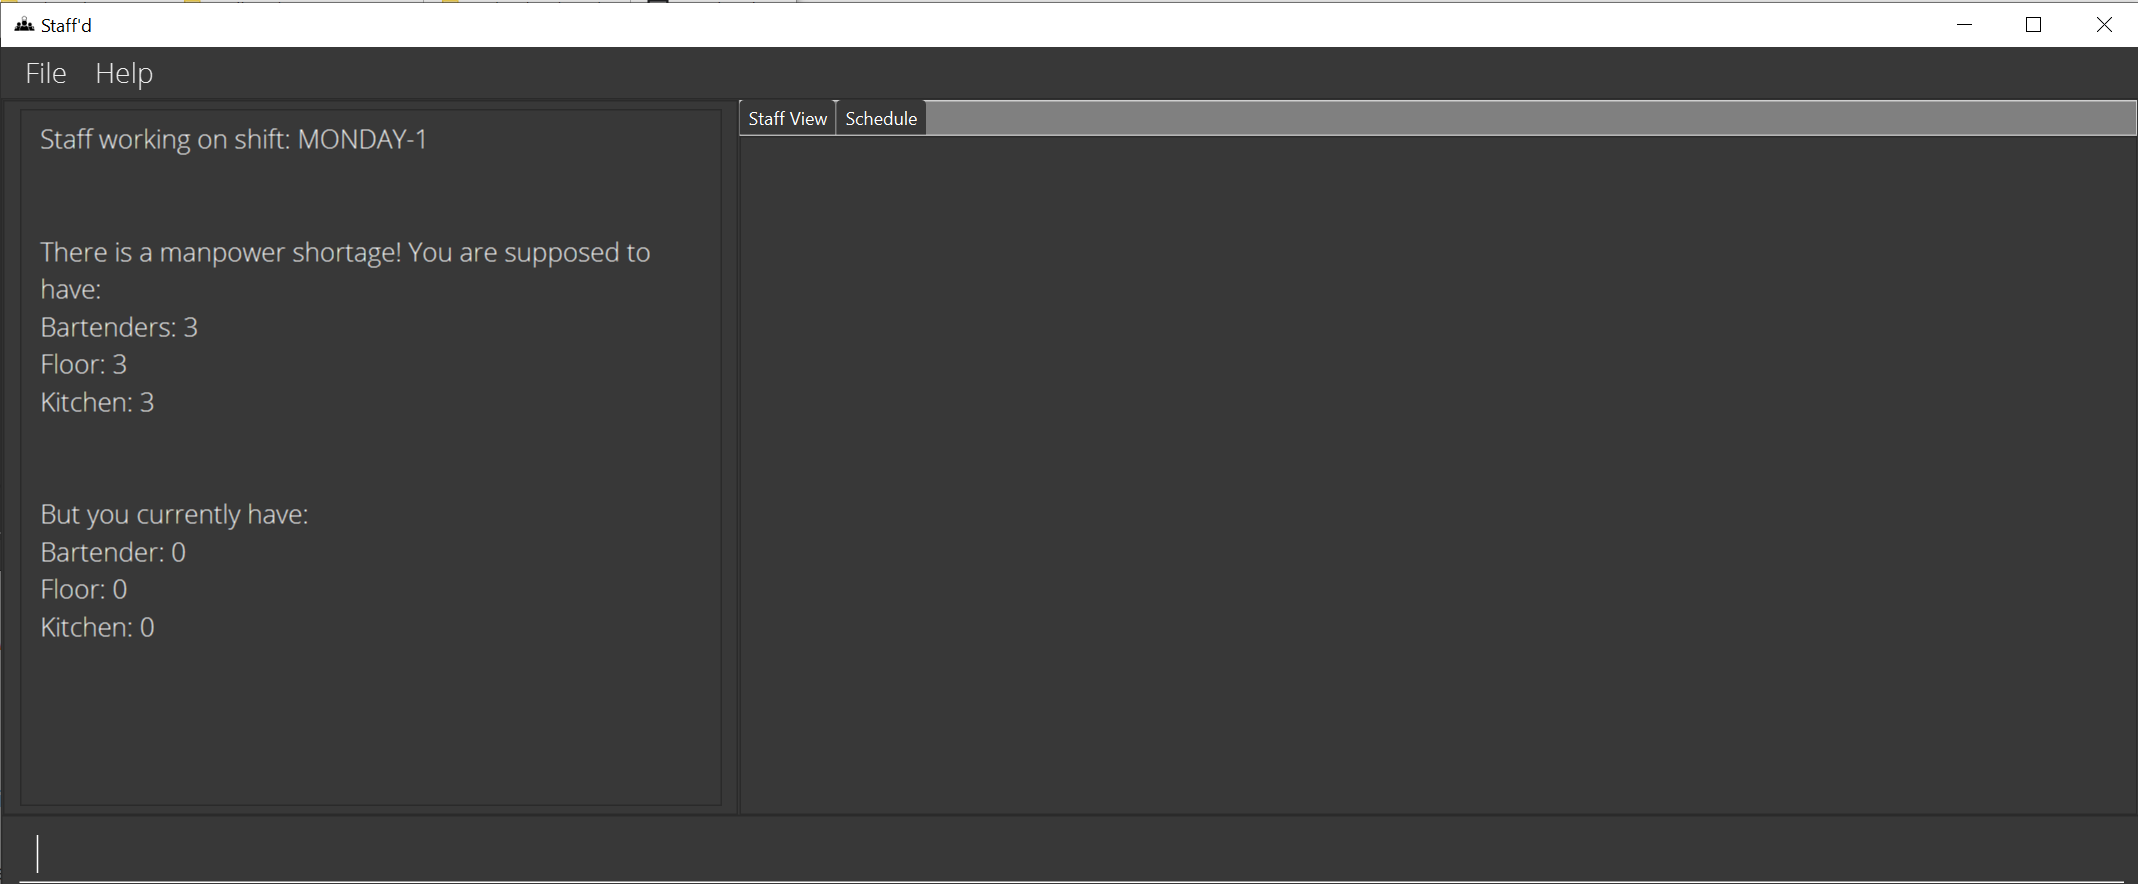 Staff'd
File Help
Staff View Schedule
Staff working on shift: MONDAY-1
There is a manpower shortage! You are supposed to
have:
Bartenders: 3
Floor: 3
Kitchen: 3
But you currently have:
Bartender: 0
Floor: 0
Kitchen: 0